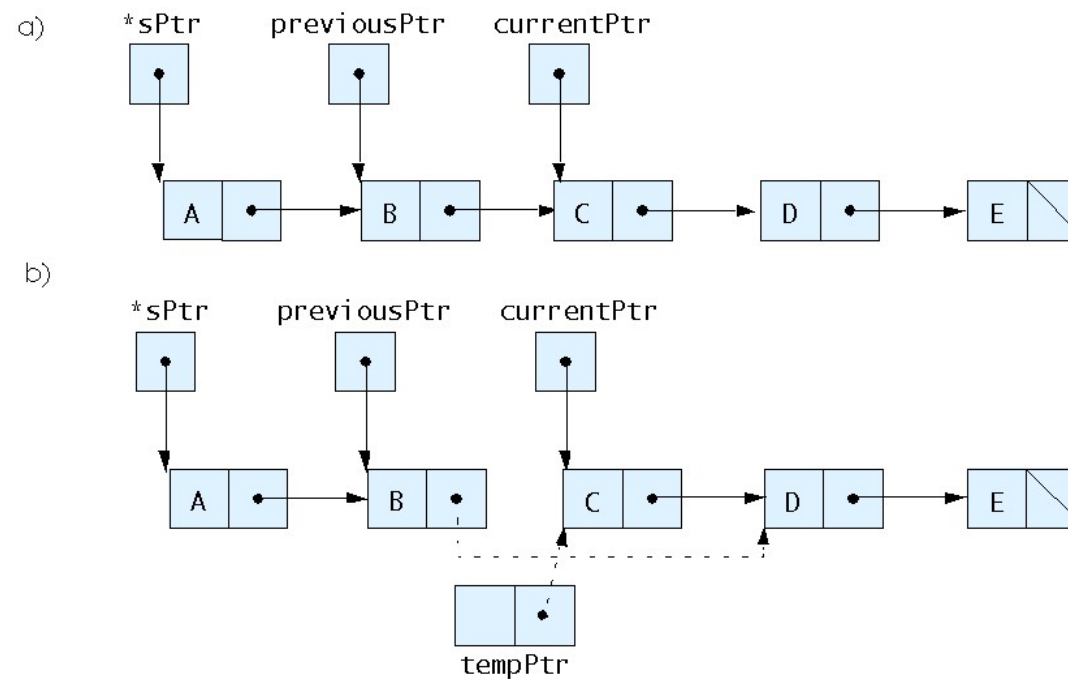 a)
*sPtr previousPtr currentPtr
A B C D E
b)
*sPtr previousPtr currentPtr
A B C D E
tempPtr